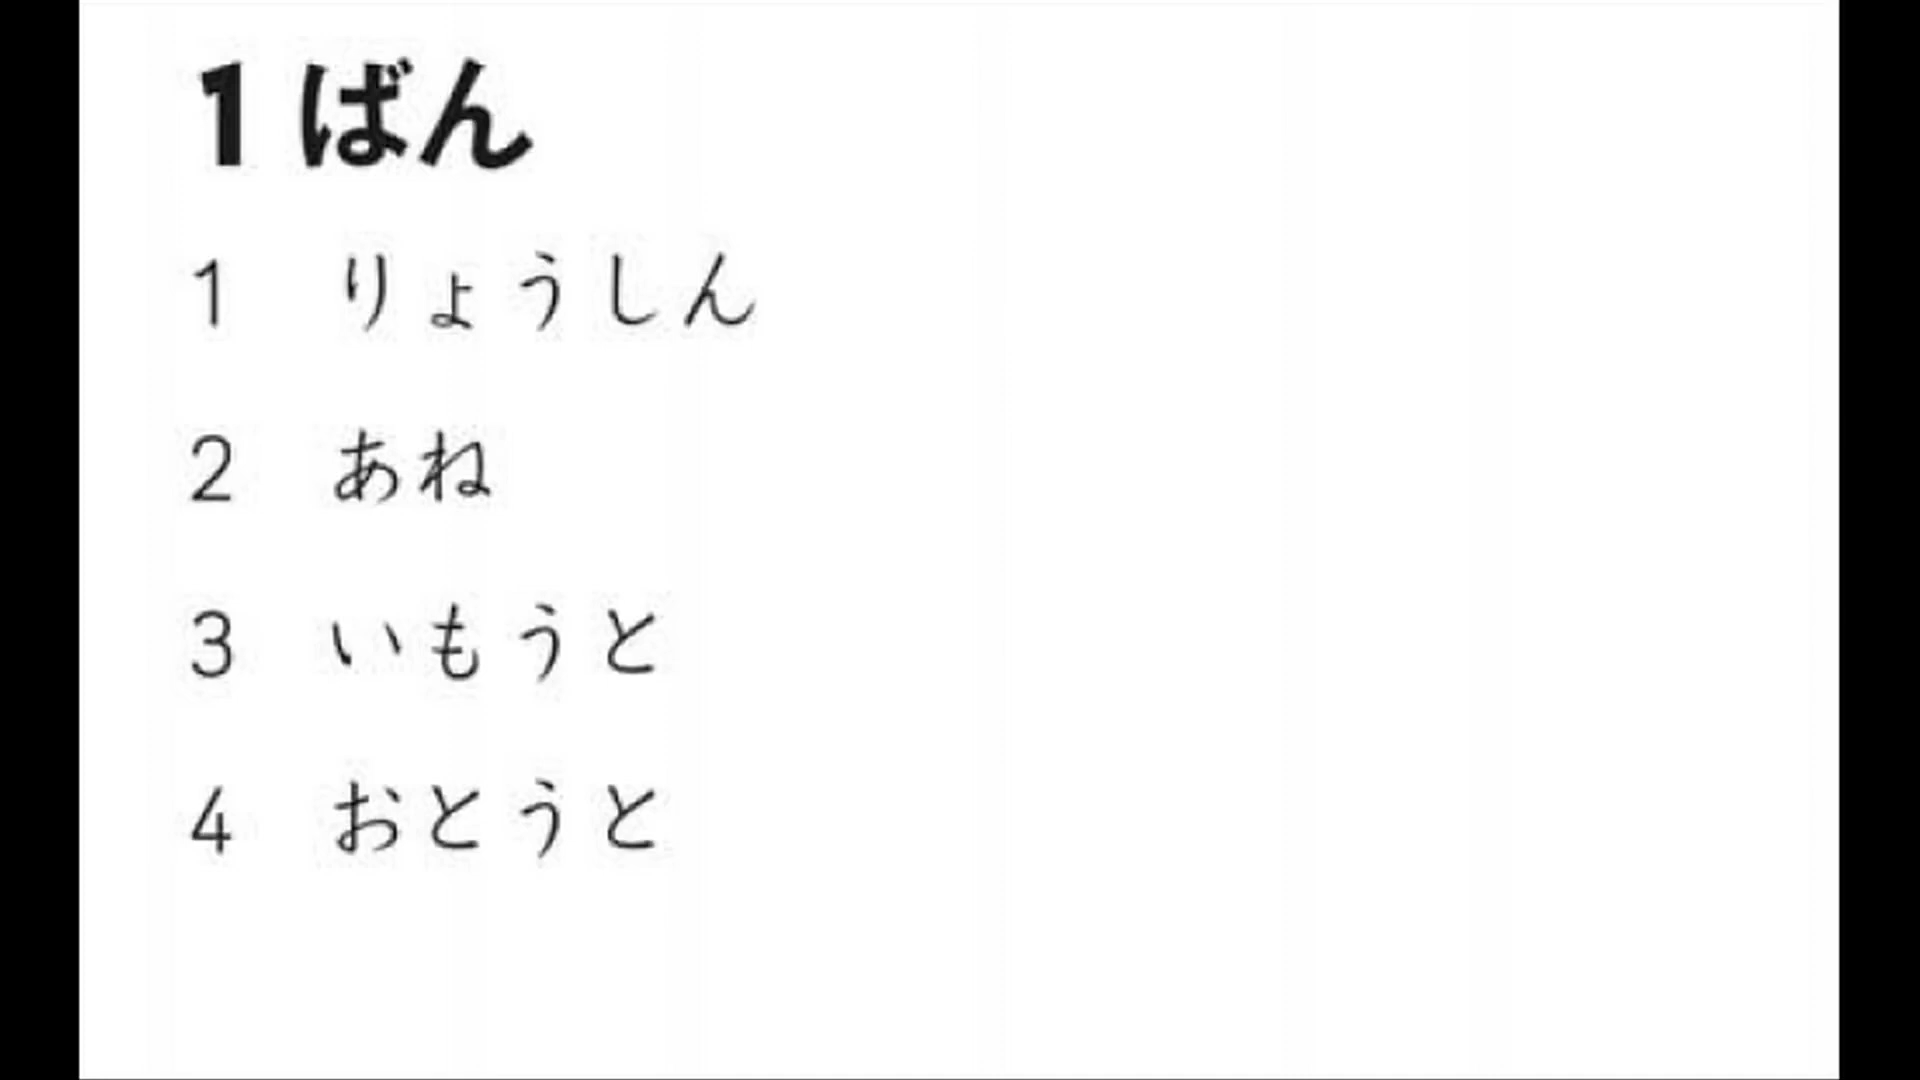 1 ばん
1 りょうしん
2 あね
3 いもうと
4 おとうと